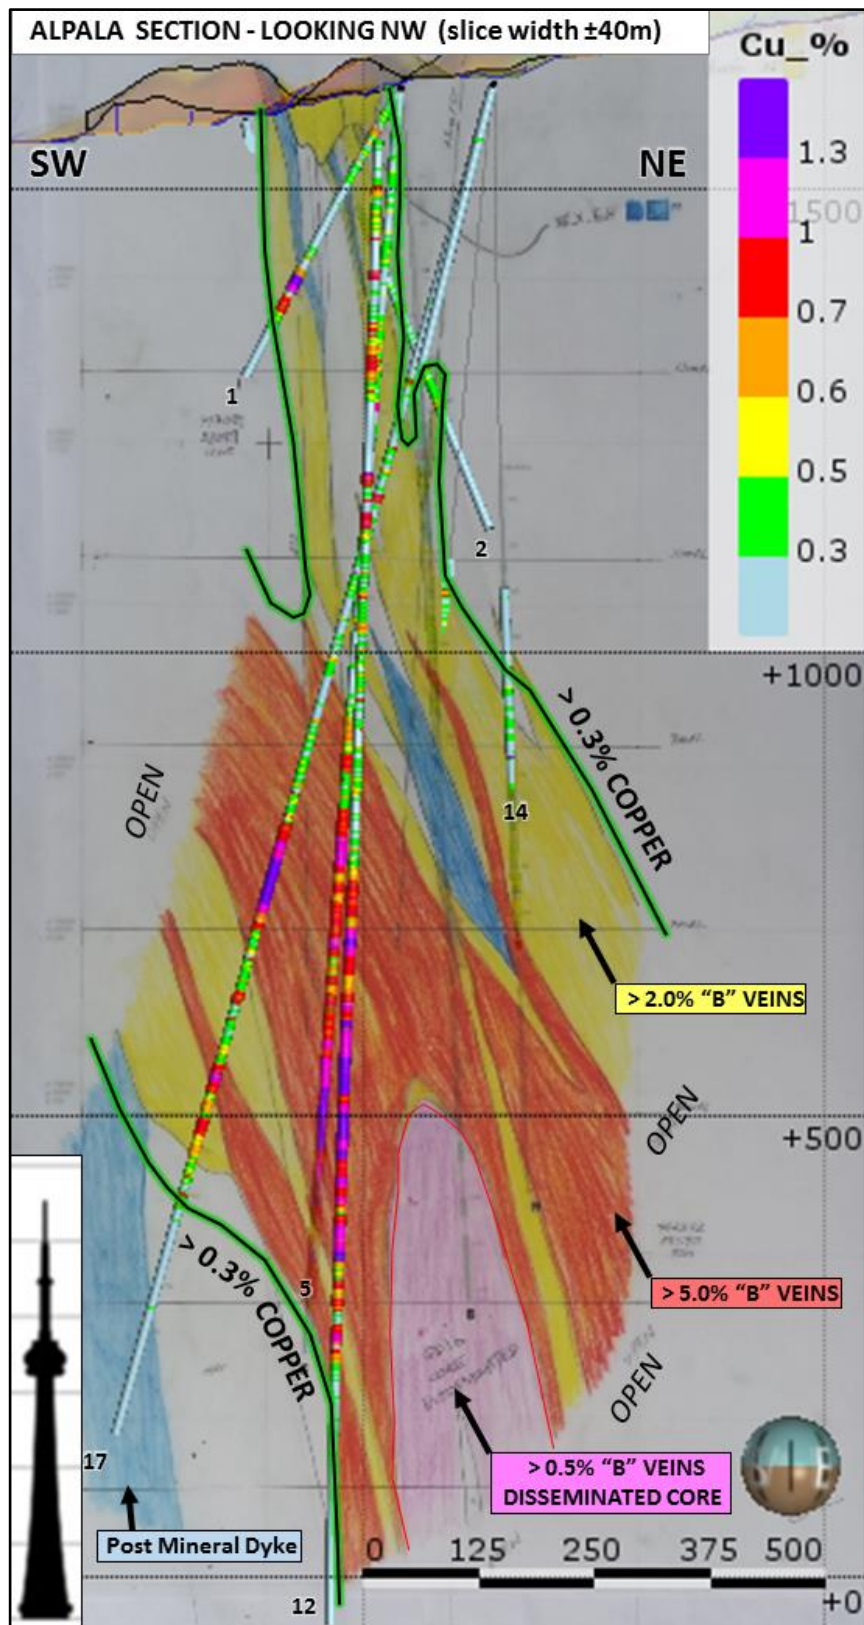 ALPALA SECTION - LOOKING NW (slice width ±40m)
Cu_%
SW
NE
1.3
1500
1
0.7
0.6
0.5
0.3
1
2
+1000
> 0.3% COPPER
OPEN
14
> 2.0% “B” VEINS
OPEN
+500
> 0.3% COPPER
5
> 5.0% “B” VEINS
OPEN
17
> 0.5% “B” VEINS
DISSEMINATED CORE
Post Mineral Dyke
0 125 250 375 500
12
+0